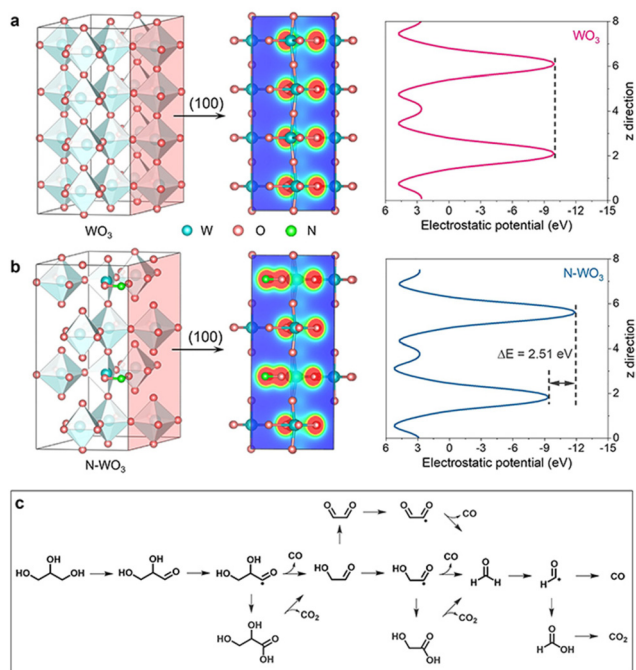 a
(100)
WO₃
W
O
N
WO₃
8
6
4
2
0
z direction
6
3
0
-3
-6
-9
-12
-15
Electrostatic potential (eV)
b
(100)
N-WO₃
N-WO₃
ΔE = 2.51 eV
8
6
4
2
0
z direction
6
3
0
-3
-6
-9
-12
-15
Electrostatic potential (eV)
c
O
O
O
O
CO
OH
HO
OH
OH
HO
O
OH
HO
O
CO
HO
O
HO
O
CO
O
H
H
O
H
CO
OH
HO
O
OH
CO₂
HO
O
OH
CO₂
O
H
OH
CO₂